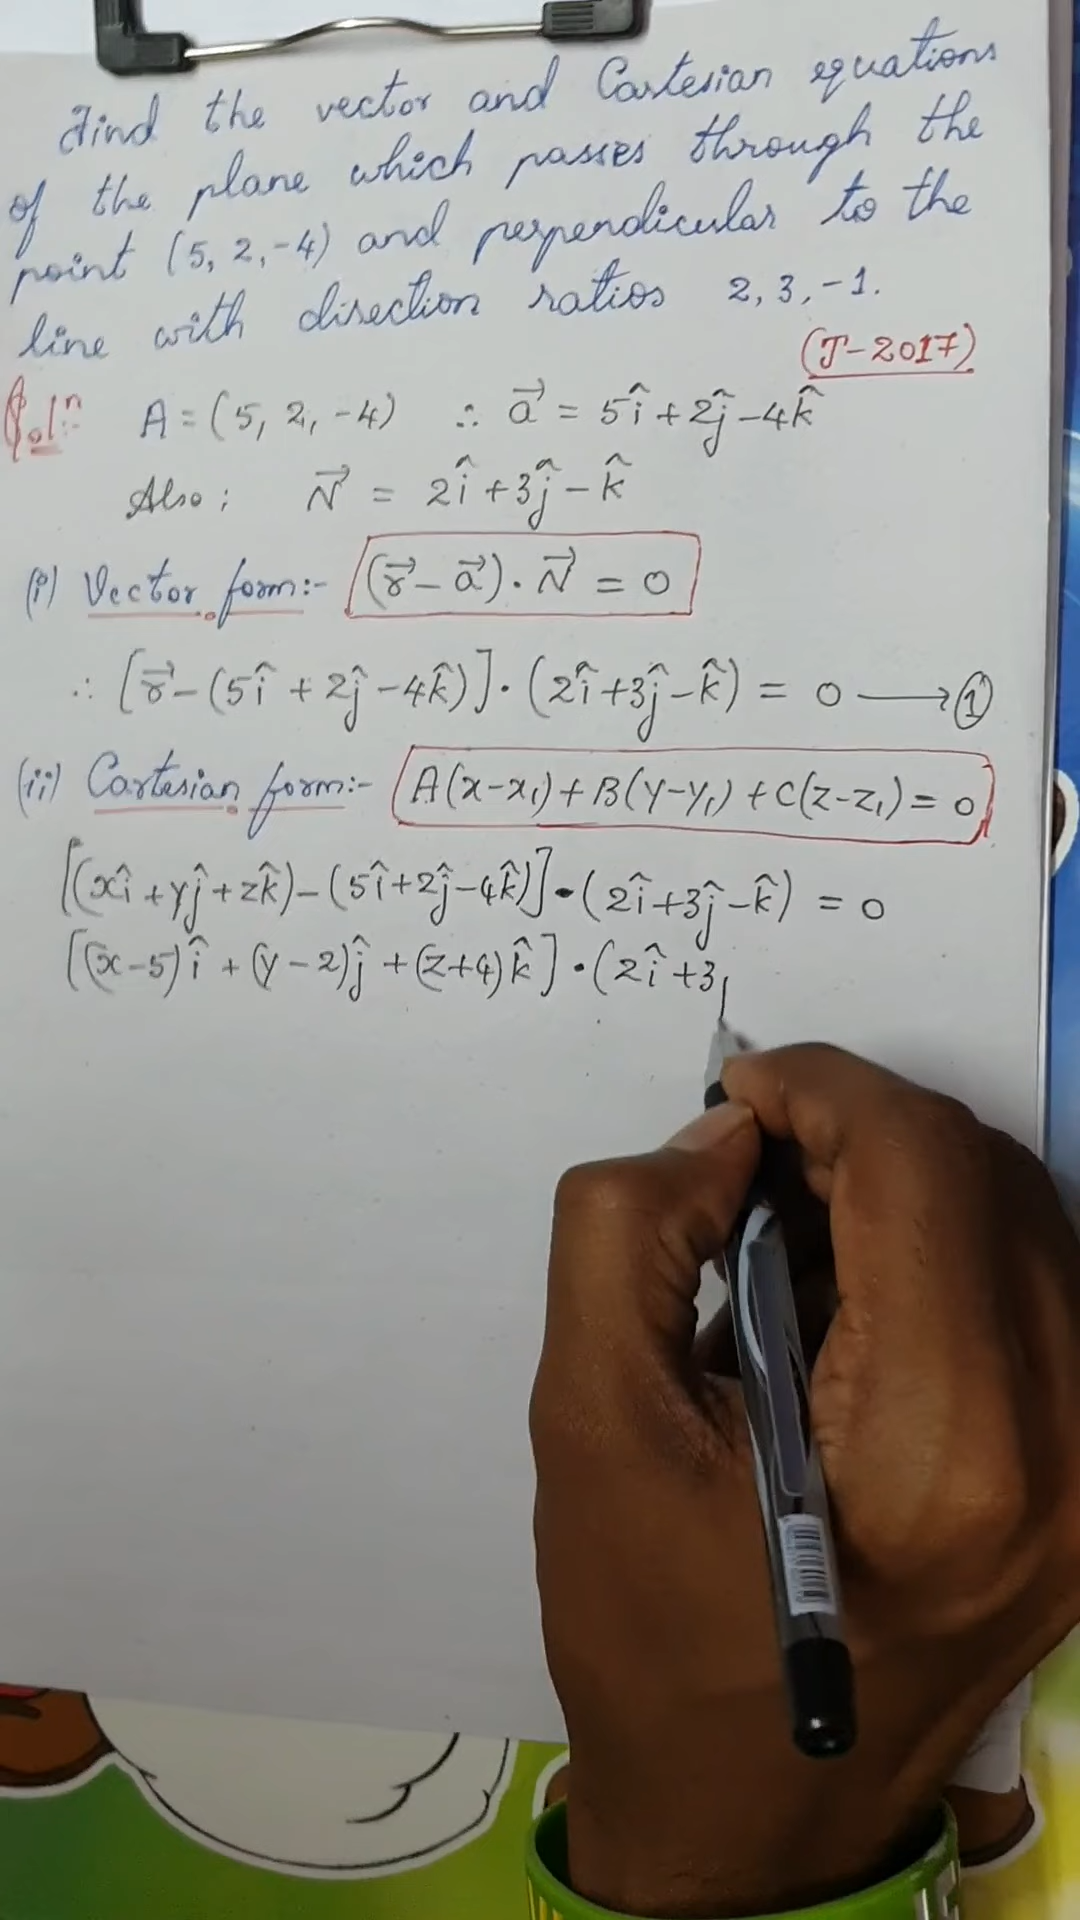 Find the vector and Cartesian equations
of the plane which passes through the
point (5, 2, -4) and perpendicular to the
line with direction ratios 2, 3, -1.
(J-2017)
Solⁿ:- A = (5, 2, -4) ∴ a⃗ = 5î + 2ĵ - 4k̂
Also; N⃗ = 2î + 3ĵ - k̂
(i) Vector form:- (r⃗ - a⃗) · N⃗ = 0
∴ [r⃗ - (5î + 2ĵ - 4k̂)] · (2î + 3ĵ - k̂) = 0 ⟶ ①
(ii) Cartesian form:- A(x-x₁) + B(y-y₁) + C(z-z₁) = 0
[(xî + yĵ + zk̂) - (5î + 2ĵ - 4k̂)] · (2î + 3ĵ - k̂) = 0
[(x-5)î + (y-2)ĵ + (z+4)k̂] · (2î + 3j